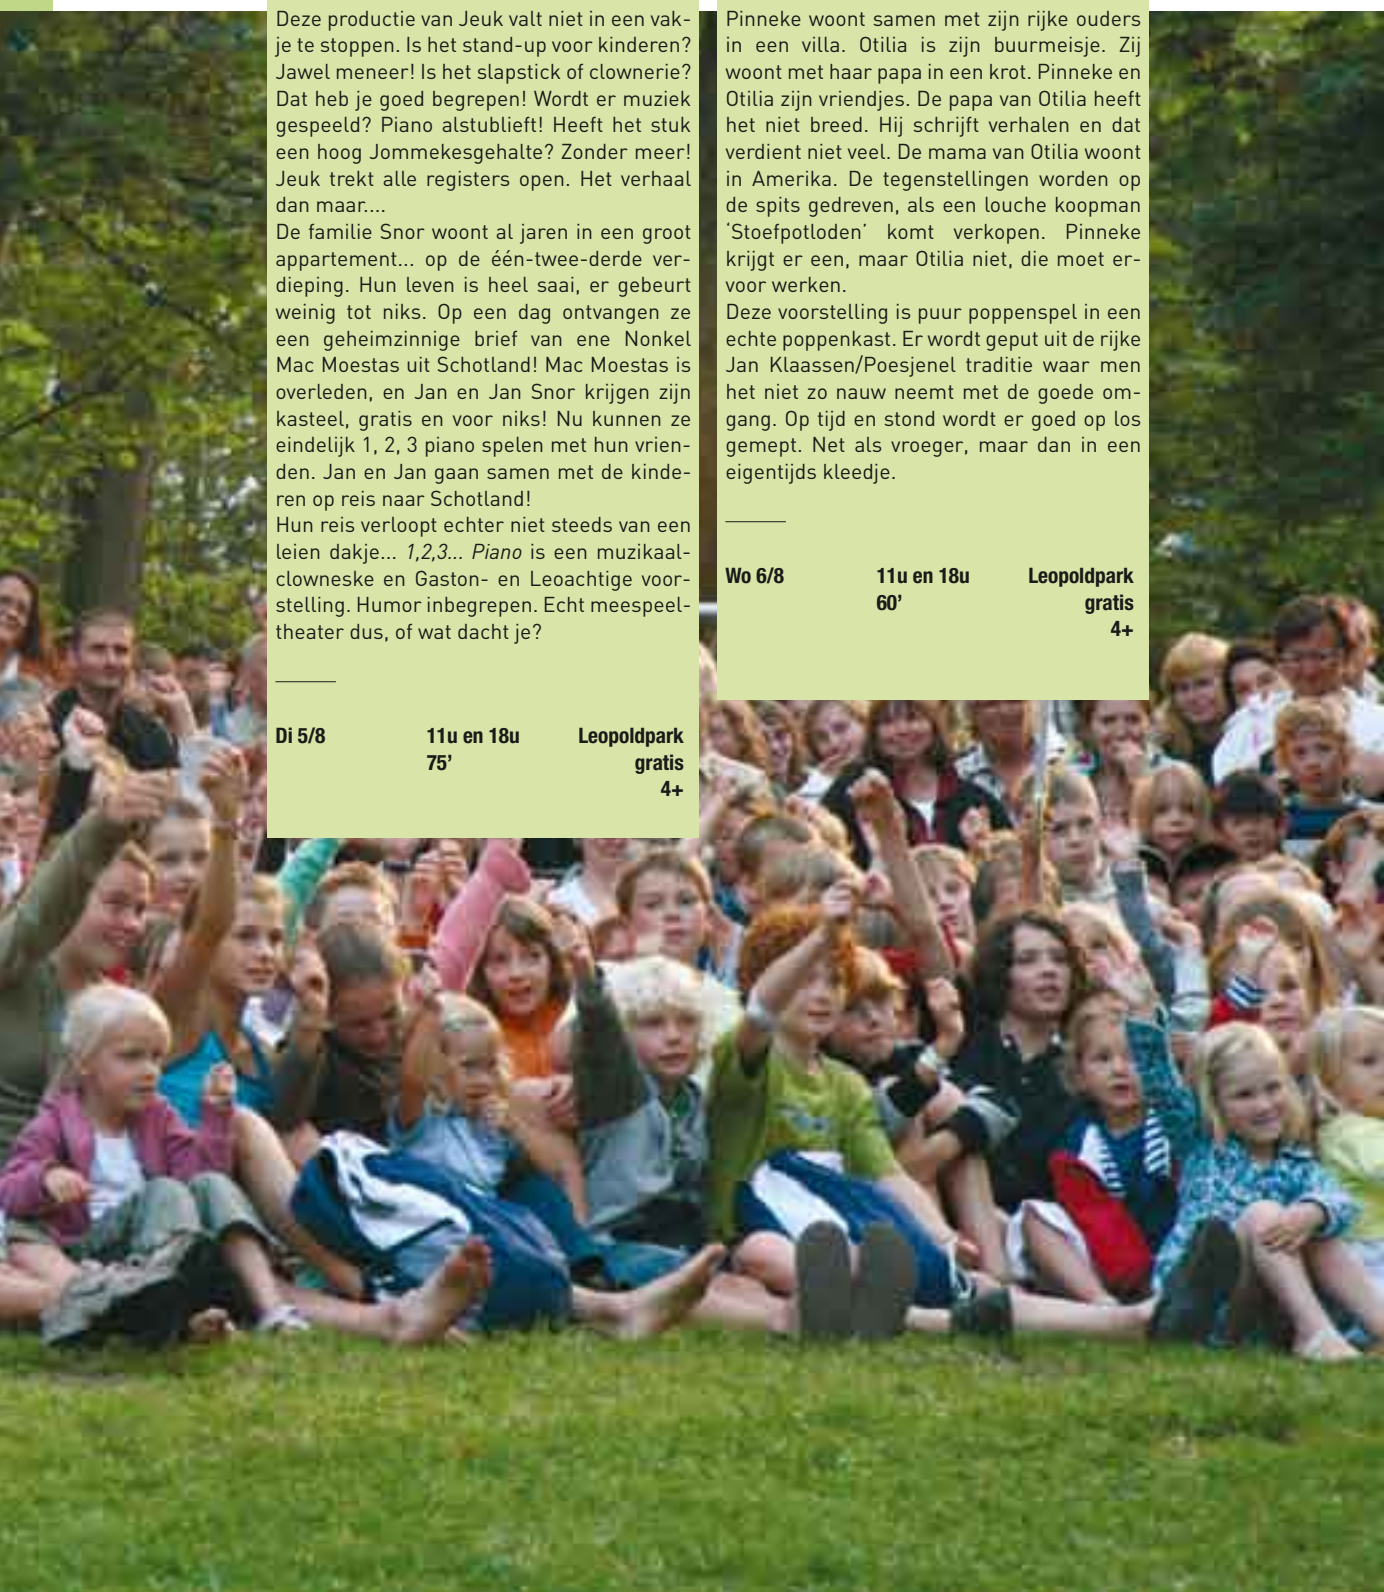 Deze productie van Jeuk valt niet in een vak-
je te stoppen. Is het stand-up voor kinderen?
Jawel meneer! Is het slapstick of clownerie?
Dat heb je goed begrepen! Wordt er muziek
gespeeld? Piano alstublieft! Heeft het stuk
een hoog Jommekesgehalte? Zonder meer!
Jeuk trekt alle registers open. Het verhaal
dan maar....
De familie Snor woont al jaren in een groot
appartement... op de één-twee-derde ver-
dieping. Hun leven is heel saai, er gebeurt
weinig tot niks. Op een dag ontvangen ze
een geheimzinnige brief van ene Nonkel
Mac Moestas uit Schotland! Mac Moestas is
overleden, en Jan en Jan Snor krijgen zijn
kasteel, gratis en voor niks! Nu kunnen ze
eindelijk 1, 2, 3 piano spelen met hun vrien-
den. Jan en Jan gaan samen met de kinde-
ren op reis naar Schotland!
Hun reis verloopt echter niet steeds van een
leien dakje... 1,2,3... Piano is een muzikaal-
clowneske en Gaston- en Leoachtige voor-
stelling. Humor inbegrepen. Echt meespeel-
theater dus, of wat dacht je?
Di 5/8 11u en 18u Leopoldpark
75’ gratis
4+
Pinneke woont samen met zijn rijke ouders
in een villa. Otilia is zijn buurmeisje. Zij
woont met haar papa in een krot. Pinneke en
Otilia zijn vriendjes. De papa van Otilia heeft
het niet breed. Hij schrijft verhalen en dat
verdient niet veel. De mama van Otilia woont
in Amerika. De tegenstellingen worden op
de spits gedreven, als een louche koopman
‘Stoefpotloden’ komt verkopen. Pinneke
krijgt er een, maar Otilia niet, die moet er-
voor werken.
Deze voorstelling is puur poppenspel in een
echte poppenkast. Er wordt geput uit de rijke
Jan Klaassen/Poesjenel traditie waar men
het niet zo nauw neemt met de goede om-
gang. Op tijd en stond wordt er goed op los
gemept. Net als vroeger, maar dan in een
eigentijds kleedje.
Wo 6/8 11u en 18u Leopoldpark
60’ gratis
4+